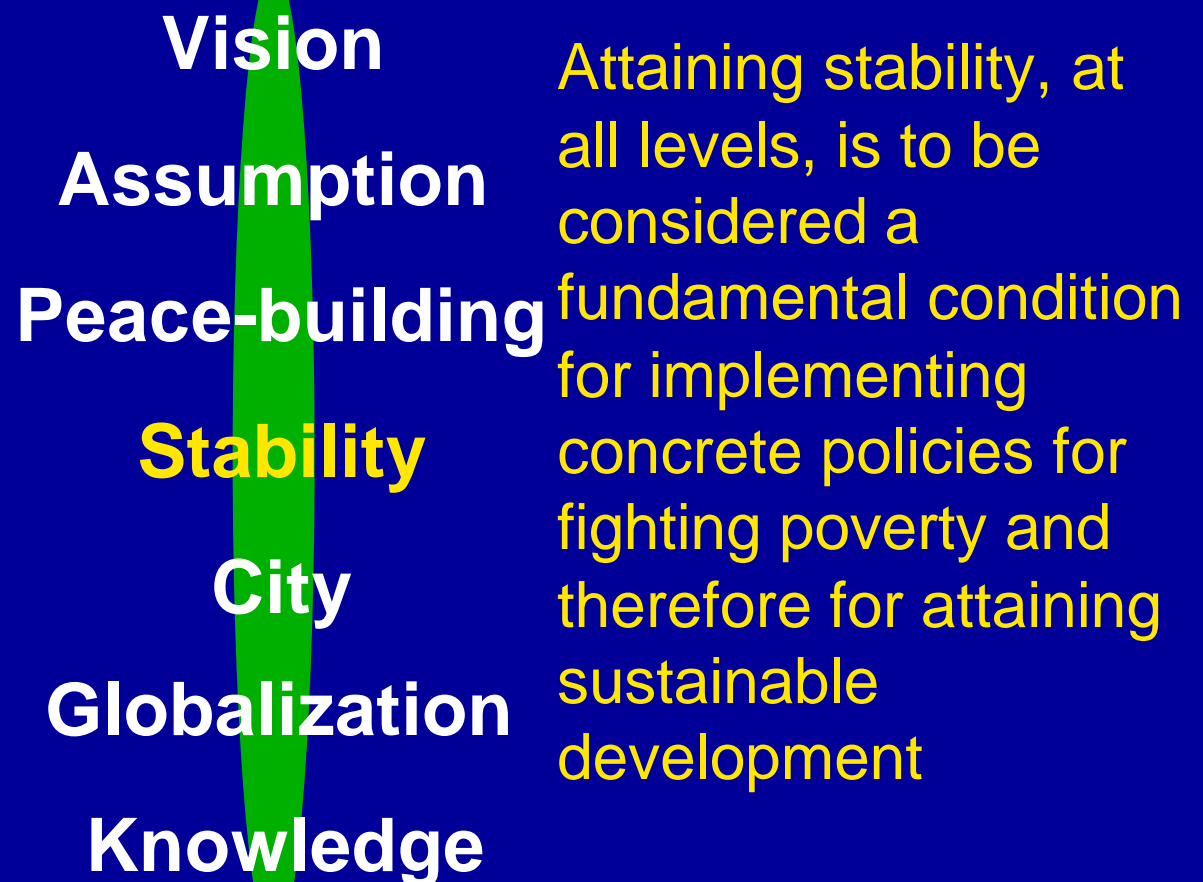 Vision
Assumption
Peace-building
Stability
City
Globalization
Knowledge
Attaining stability, at
all levels, is to be
considered a
fundamental condition
for implementing
concrete policies for
fighting poverty and
therefore for attaining
sustainable
development